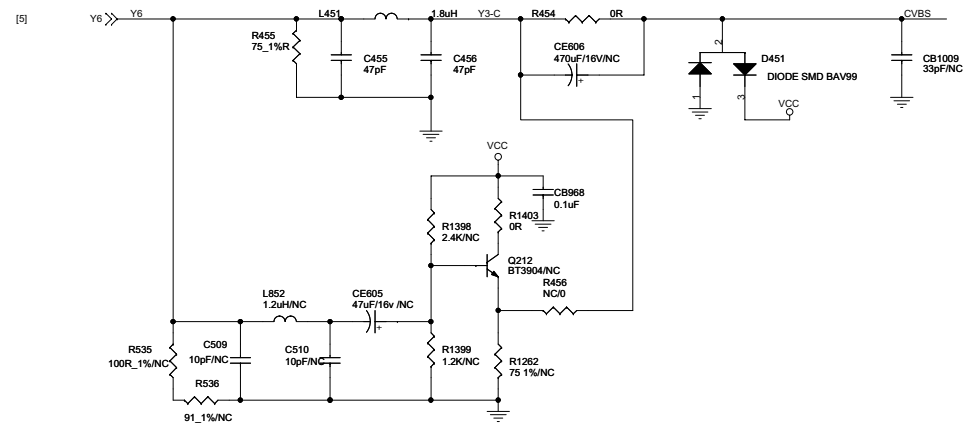 [5]
Y6
Y6
L451
1.8uH
Y3-C
R454
0R
CVBS
R455
75_1%R
C455
47pF
C456
47pF
CE606
470uF/16V/NC
+
2
D451
DIODE SMD BAV99
1
3
VCC
CB1009
33pF/NC
VCC
CB968
0.1uF
R1398
2.4K/NC
R1403
0R
Q212
BT3904/NC
R456
NC/0
L852
1.2uH/NC
CE605
47uF/16v /NC
+
R535
100R_1%/NC
C509
10pF/NC
C510
10pF/NC
R1399
1.2K/NC
R1262
75 1%/NC
R536
91_1%/NC